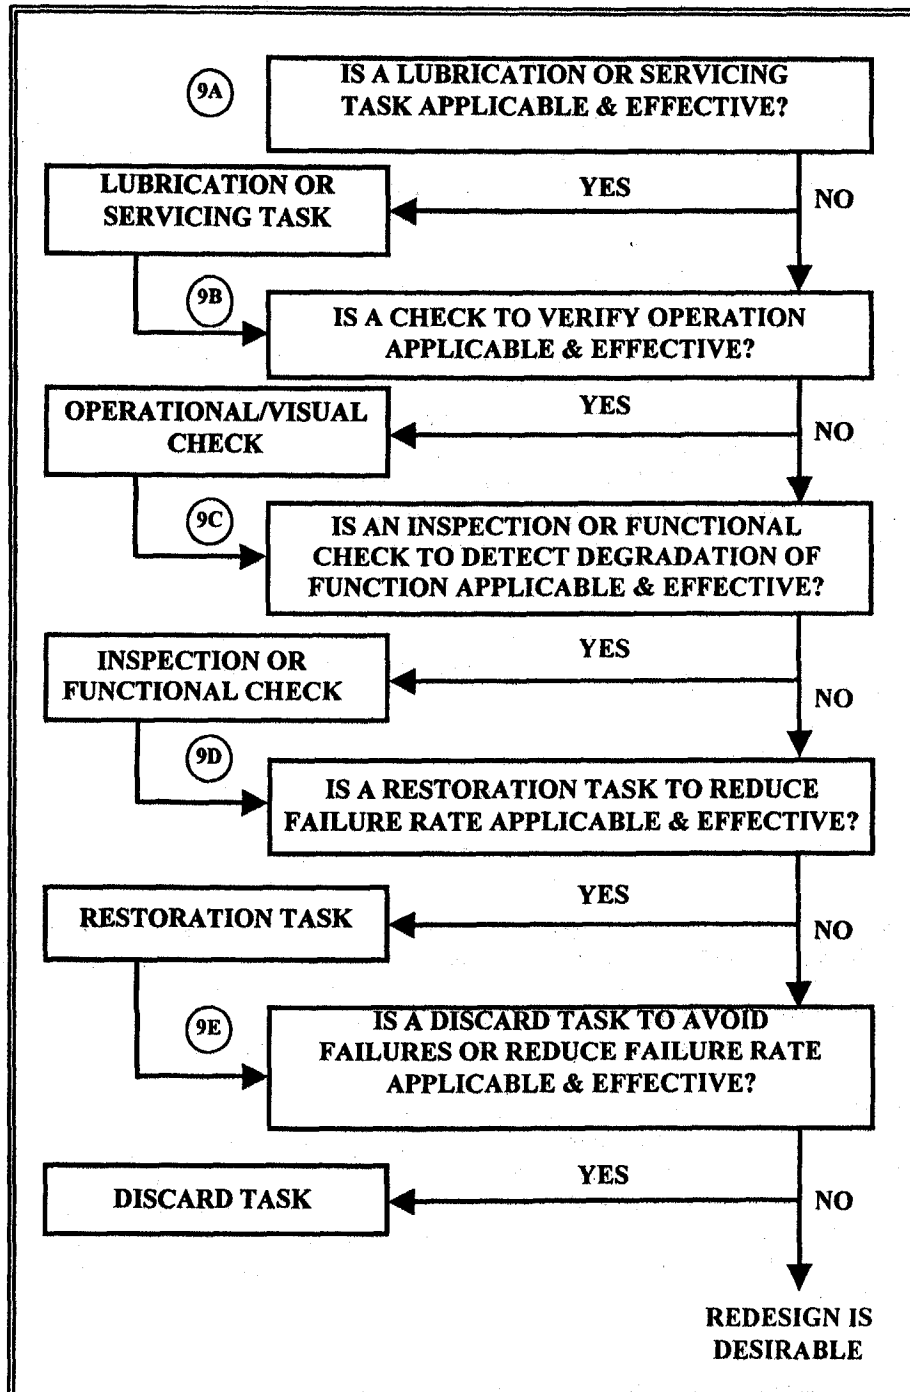 9A
IS A LUBRICATION OR SERVICING
TASK APPLICABLE & EFFECTIVE?
LUBRICATION OR
SERVICING TASK
YES
NO
9B
IS A CHECK TO VERIFY OPERATION
APPLICABLE & EFFECTIVE?
OPERATIONAL/VISUAL
CHECK
YES
NO
9C
IS AN INSPECTION OR FUNCTIONAL
CHECK TO DETECT DEGRADATION OF
FUNCTION APPLICABLE & EFFECTIVE?
INSPECTION OR
FUNCTIONAL CHECK
YES
NO
9D
IS A RESTORATION TASK TO REDUCE
FAILURE RATE APPLICABLE & EFFECTIVE?
RESTORATION TASK
YES
NO
9E
IS A DISCARD TASK TO AVOID
FAILURES OR REDUCE FAILURE RATE
APPLICABLE & EFFECTIVE?
DISCARD TASK
YES
NO
REDESIGN IS
DESIRABLE